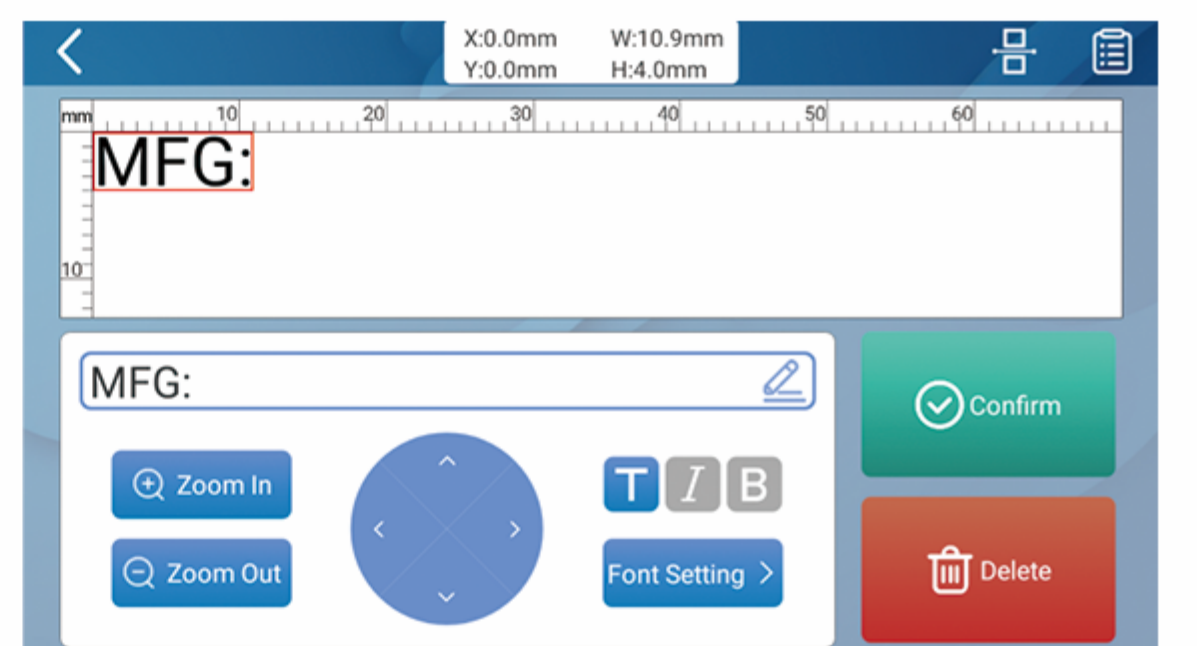 X:0.0mm W:10.9mm
Y:0.0mm H:4.0mm
mm 10 20 30 40 50 60
MFG:
10
MFG:
Confirm
Zoom In
T I B
Zoom Out
Font Setting >
Delete